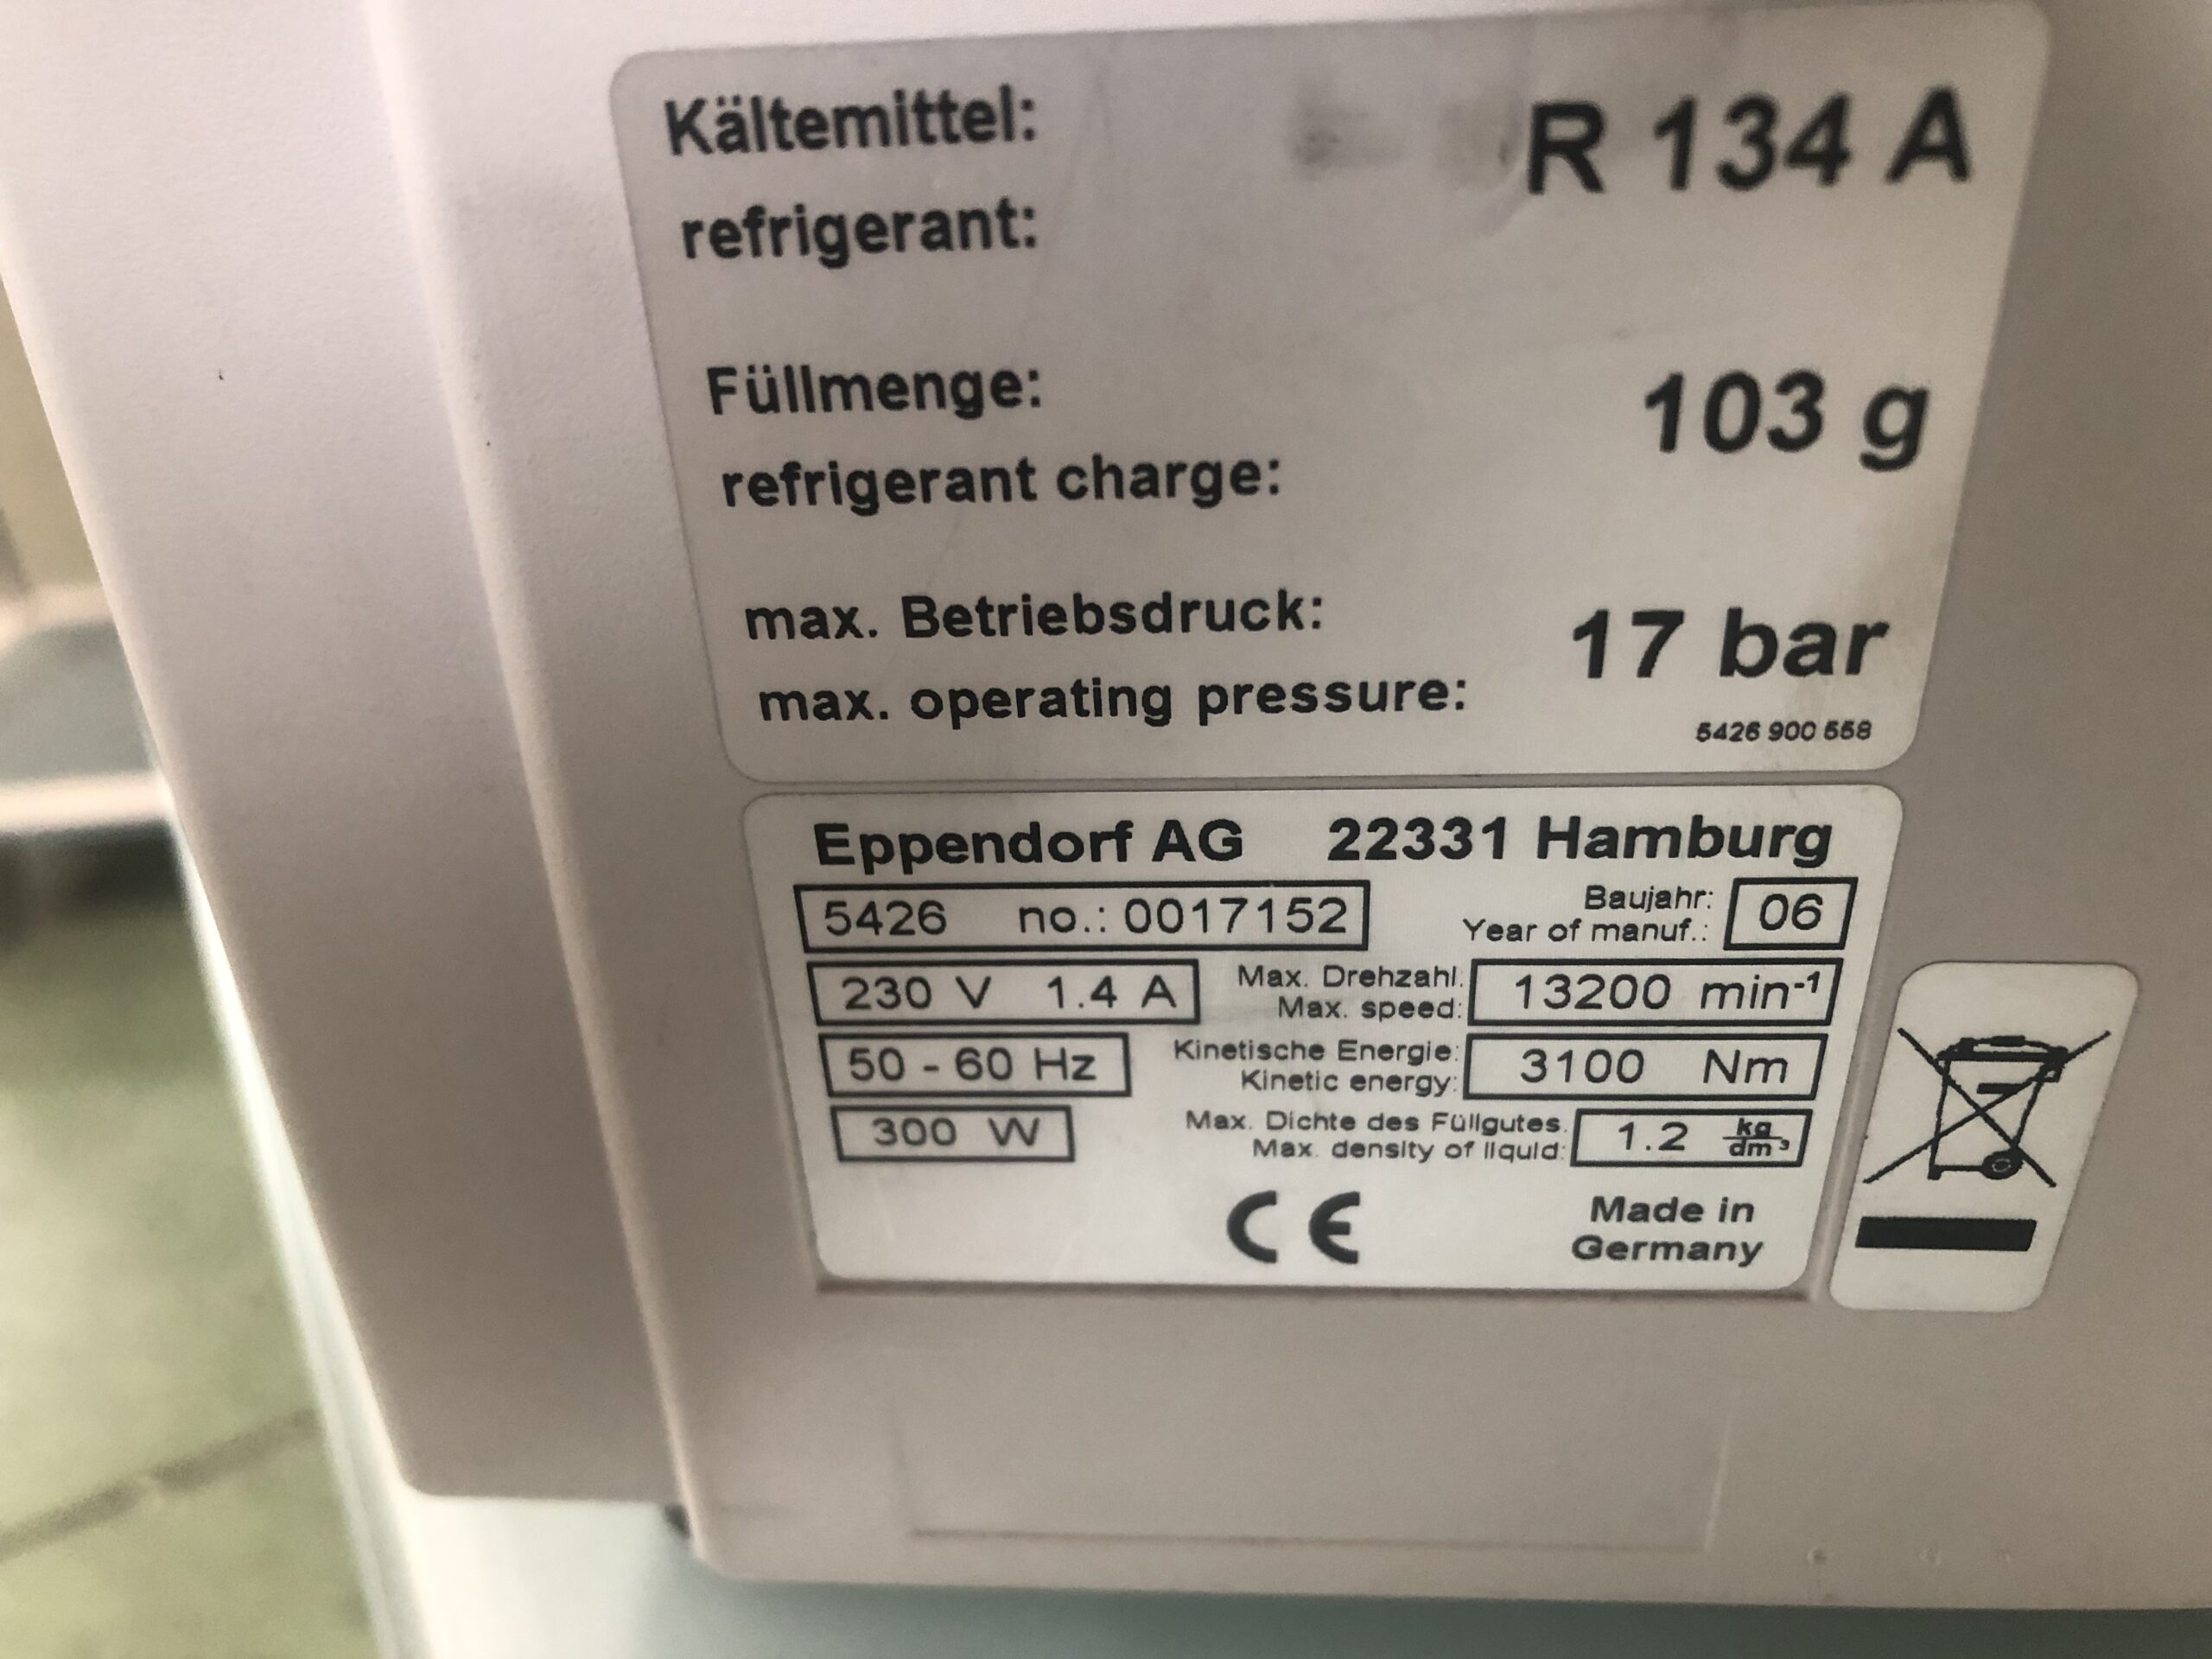 Kältemittel: R 134 A
refrigerant:
Füllmenge: 103 g
refrigerant charge:
max. Betriebsdruck: 17 bar
max. operating pressure:
5426 900 558
Eppendorf AG 22331 Hamburg
5426 no.: 0017152 Baujahr: 06
Year of manuf.:
230 V 1.4 A Max. Drehzahl. 13200 min⁻¹
Max. speed:
50 - 60 Hz Kinetische Energie: 3100 Nm
Kinetic energy:
300 W Max. Dichte des Füllgutes. 1.2 kg/dm³
Max. density of liquid:
CE Made in
Germany